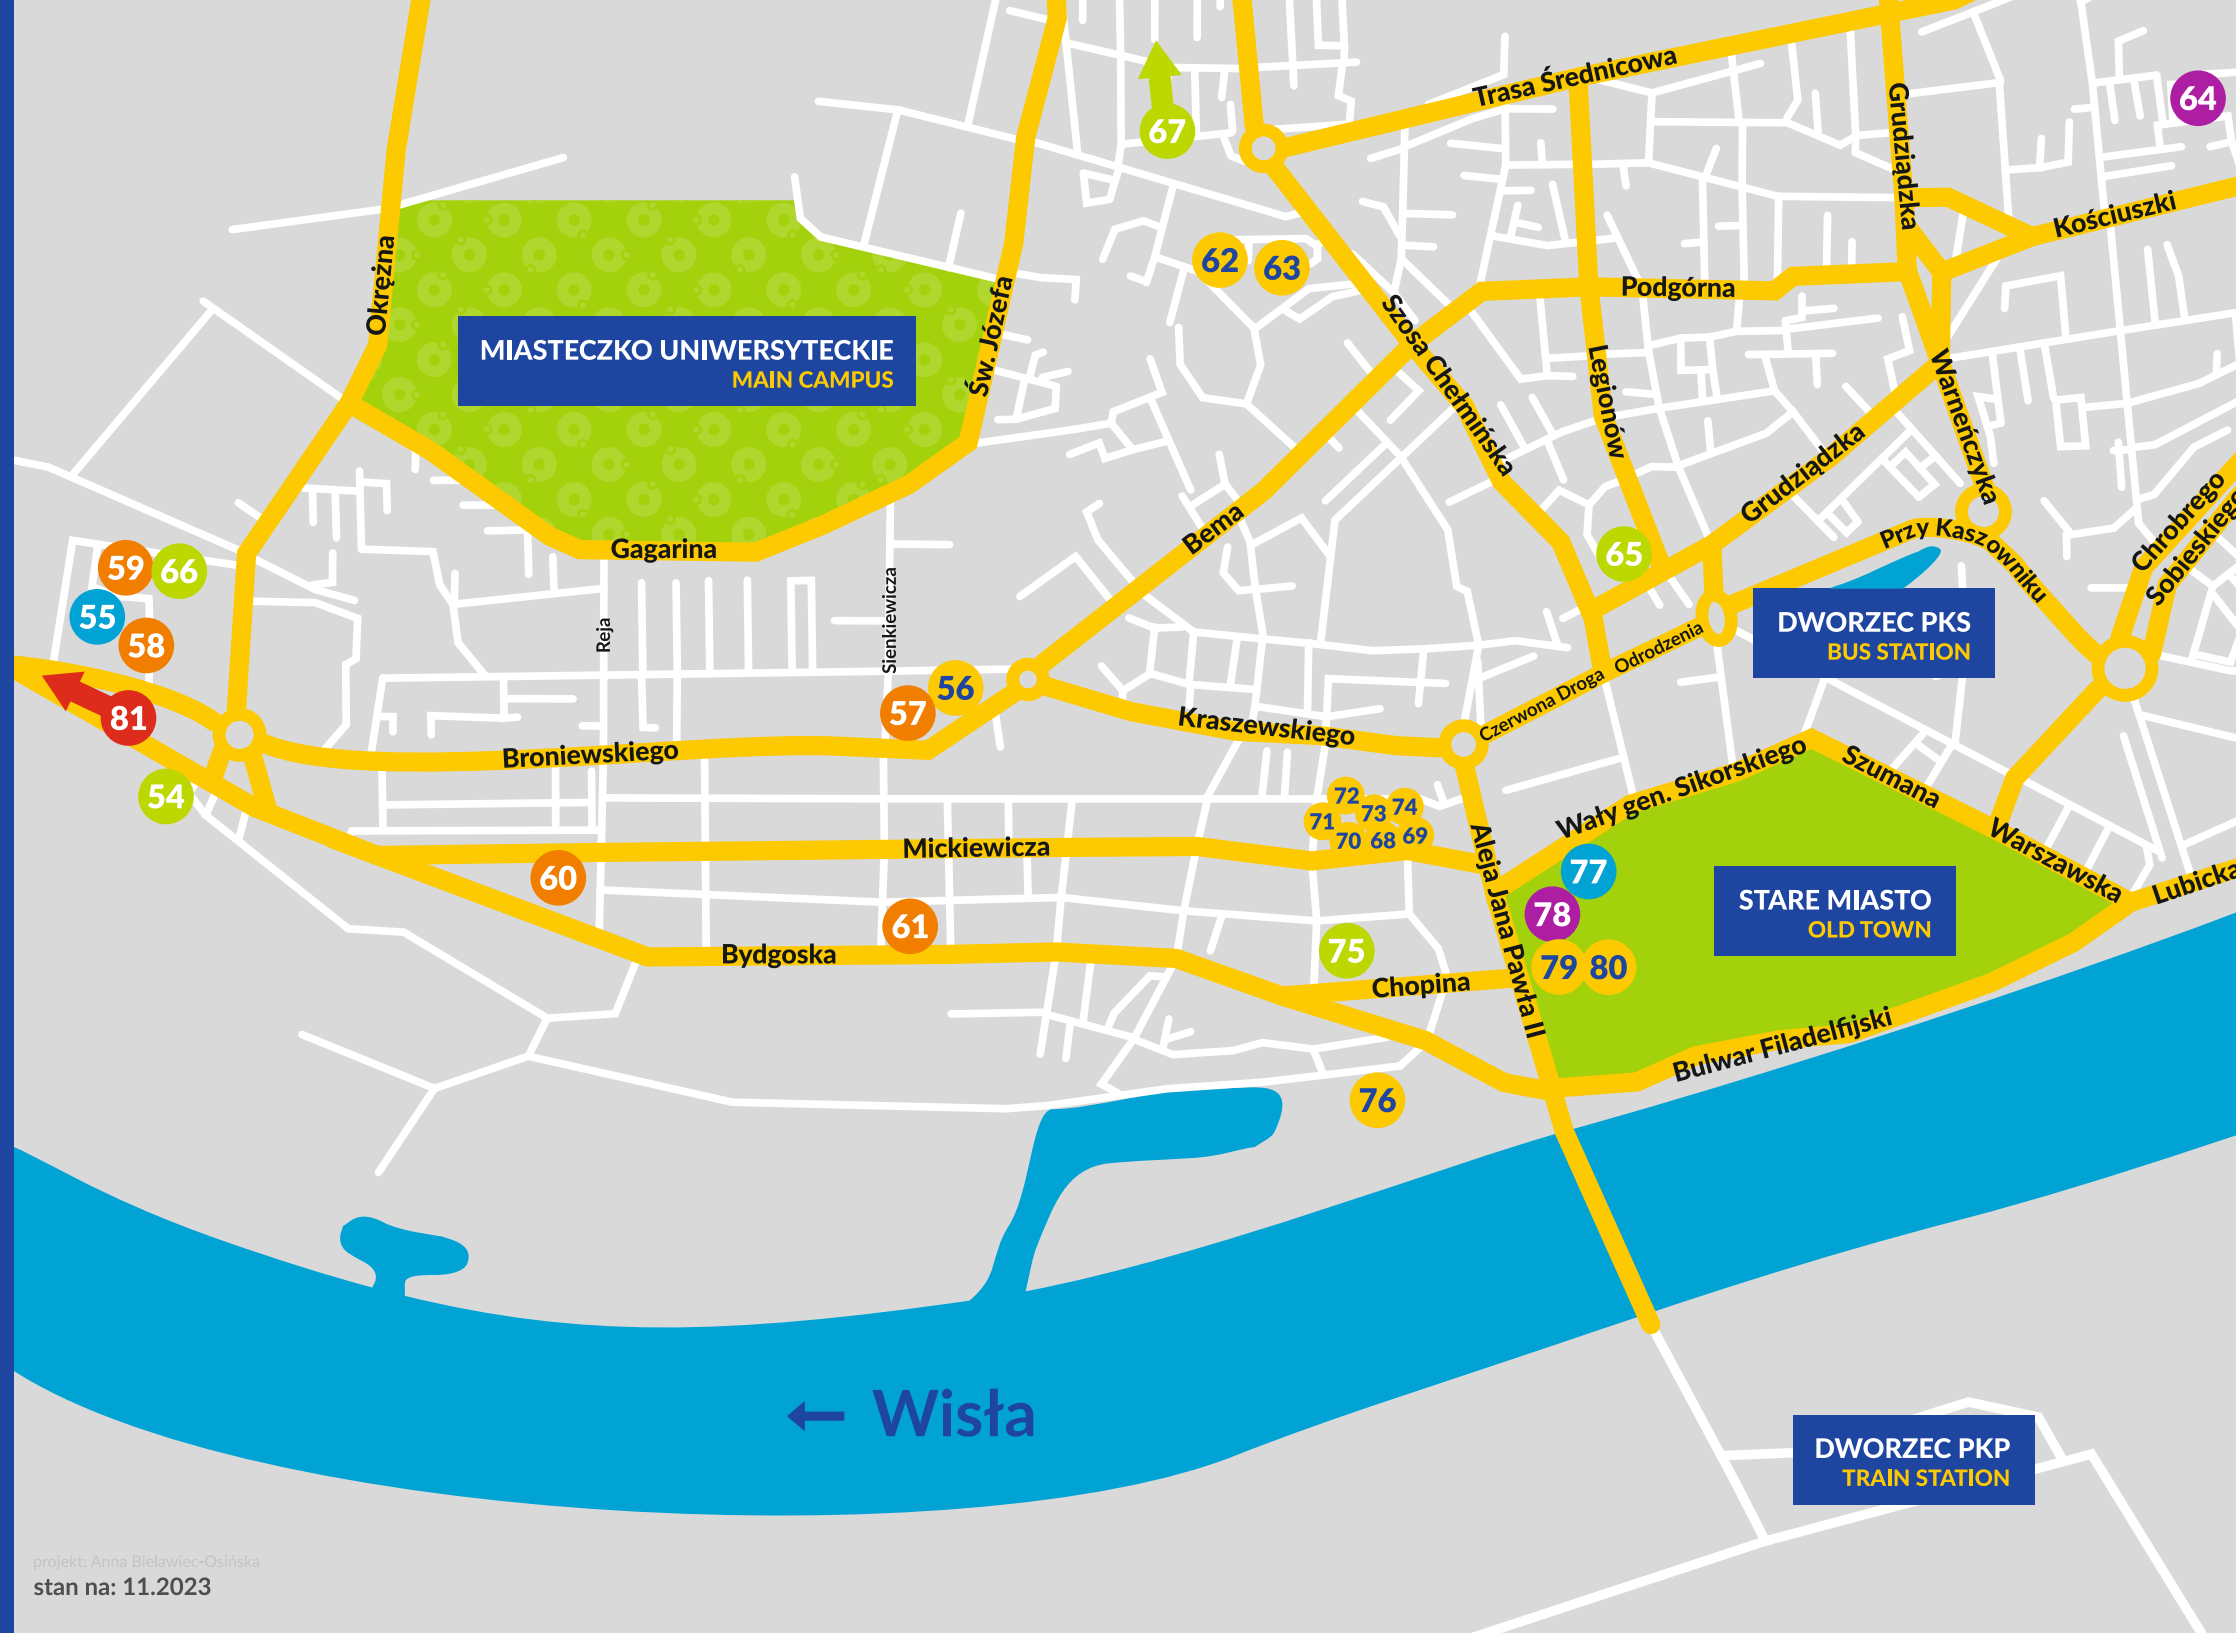 Trasa Średnicowa
Grudziądzka
64
67
Kościuszki
Okrężna
62
63
Podgórna
Św. Józefa
MIASTECZKO UNIWERSYTECKIE
MAIN CAMPUS
Szosa Chełmińska
Legionów
Warneńczyka
Grudziądzka
Bema
Przy Kaszowniku
Chrobrego
Sobieskiego
Gagarina
65
59
66
55
58
Reja
Sienkiewicza
DWORZEC PKS
BUS STATION
Czerwona Droga
Odrodzenia
56
57
81
Kraszewskiego
Broniewskiego
Wały gen. Sikorskiego
Szumana
54
72
73
74
71
70
68
69
Mickiewicza
Aleja Jana Pawła II
Warszawska
60
77
Lubicka
STARE MIASTO
OLD TOWN
78
61
75
Bydgoska
79
80
Chopina
Bulwar Filadelfijski
76
Wisła
DWORZEC PKP
TRAIN STATION
projekt: Anna Bielawiec-Osińska
stan na: 11.2023